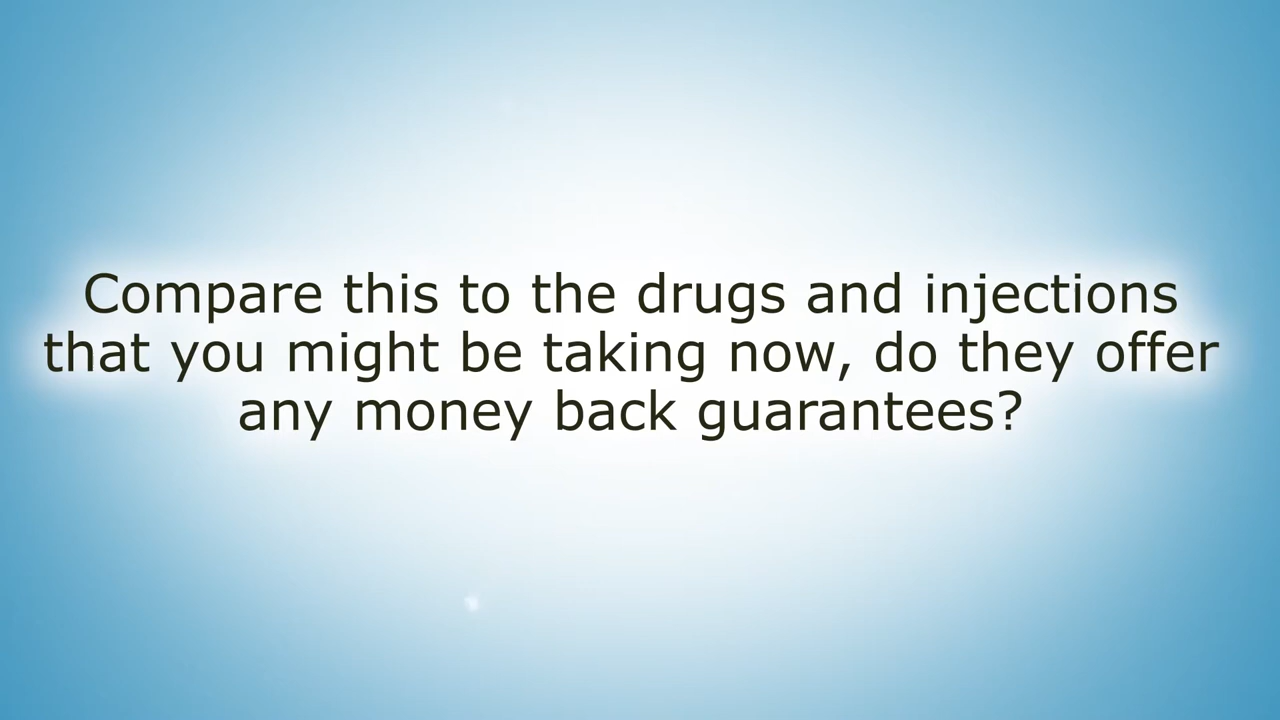 Compare this to the drugs and injections
that you might be taking now, do they offer
any money back guarantees?